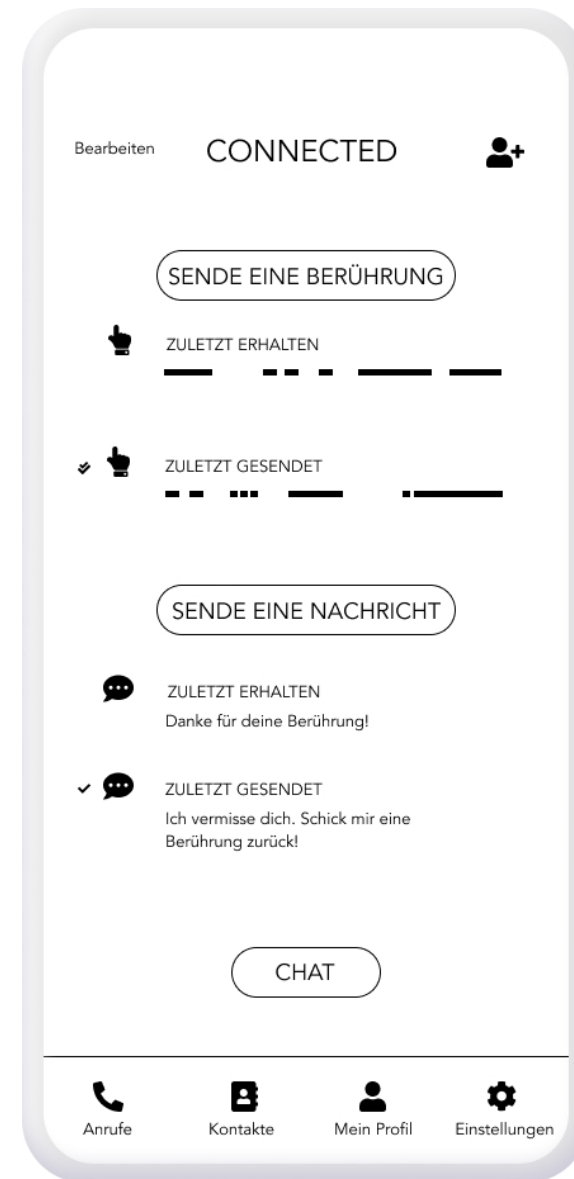 Bearbeiten
CONNECTED
SENDE EINE BERÜHRUNG
ZULETZT ERHALTEN
ZULETZT GESENDET
SENDE EINE NACHRICHT
ZULETZT ERHALTEN
Danke für deine Berührung!
ZULETZT GESENDET
Ich vermisse dich. Schick mir eine
Berührung zurück!
CHAT
Anrufe
Kontakte
Mein Profil
Einstellungen